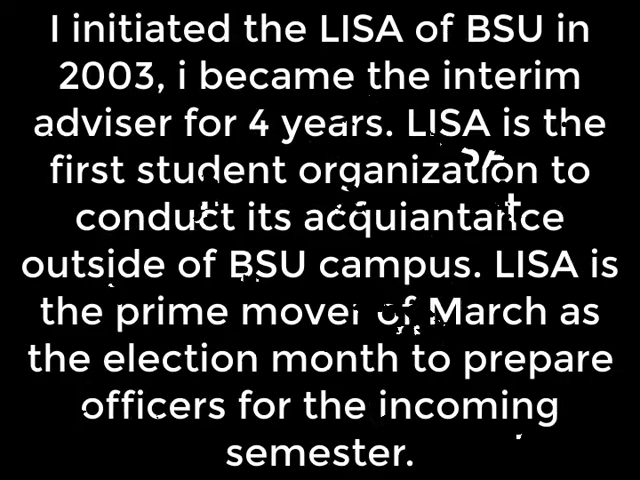 I initiated the LISA of BSU in
2003, i became the interim
adviser for 4 years. LISA is the
first student organization to
conduct its acquiantance
outside of BSU campus. LISA is
the prime mover of March as
the election month to prepare
officers for the incoming
semester.